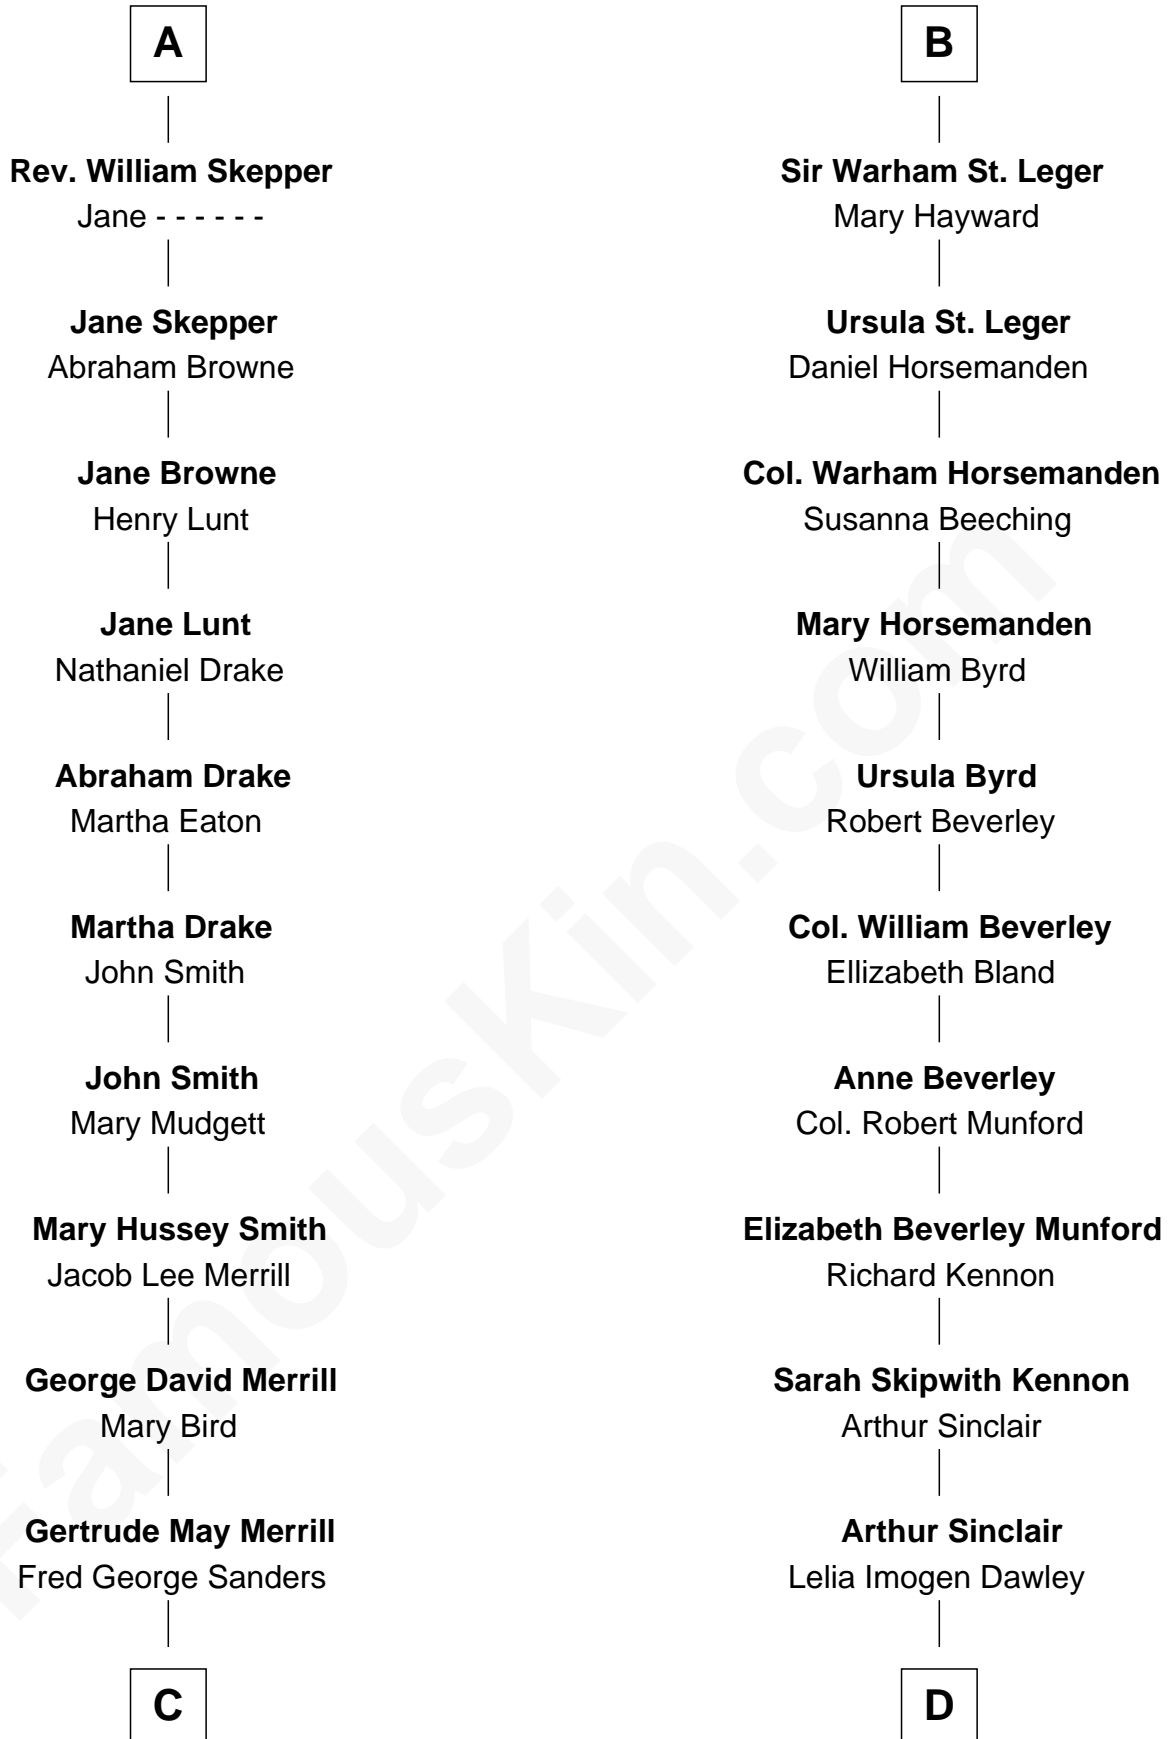 A
Rev. William Skepper
Jane - - - - - -
Jane Skepper
Abraham Browne
Jane Browne
Henry Lunt
Jane Lunt
Nathaniel Drake
Abraham Drake
Martha Eaton
Martha Drake
John Smith
John Smith
Mary Mudgett
Mary Hussey Smith
Jacob Lee Merrill
George David Merrill
Mary Bird
Gertrude May Merrill
Fred George Sanders
C
B
Sir Warham St. Leger
Mary Hayward
Ursula St. Leger
Daniel Horsemanden
Col. Warham Horsemanden
Susanna Beeching
Mary Horsemanden
William Byrd
Ursula Byrd
Robert Beverley
Col. William Beverley
Ellizabeth Bland
Anne Beverley
Col. Robert Munford
Elizabeth Beverley Munford
Richard Kennon
Sarah Skipwith Kennon
Arthur Sinclair
Arthur Sinclair
Lelia Imogen Dawley
D
FamousKin.com